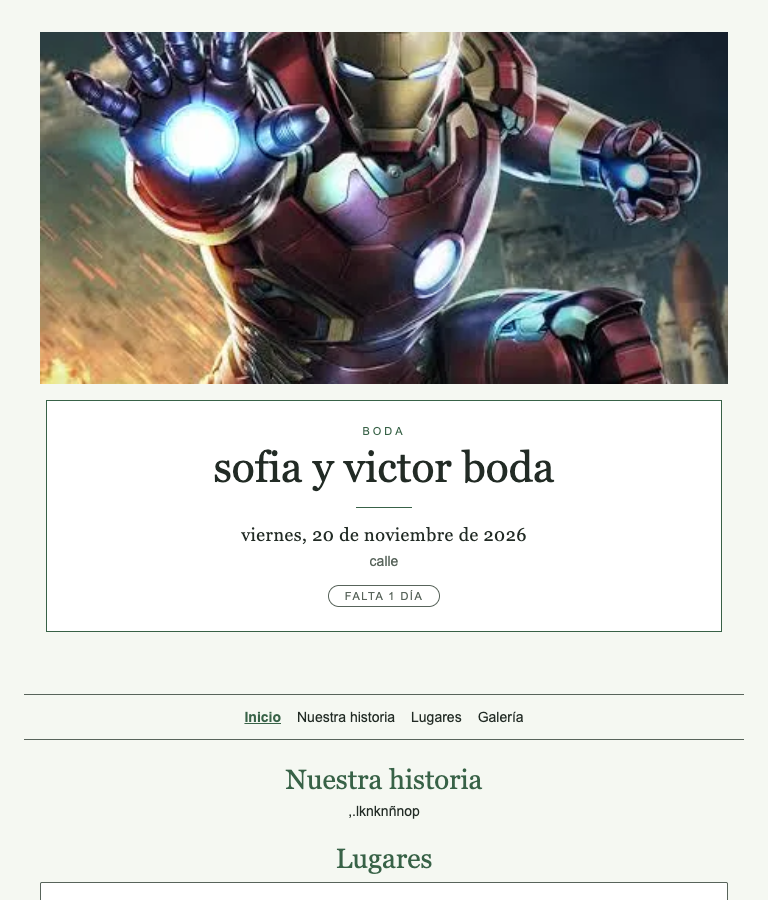 BODA
sofia y victor boda
viernes, 20 de noviembre de 2026
calle
FALTA 1 DÍA
Inicio Nuestra historia Lugares Galería
Nuestra historia
,.lknknñnop
Lugares